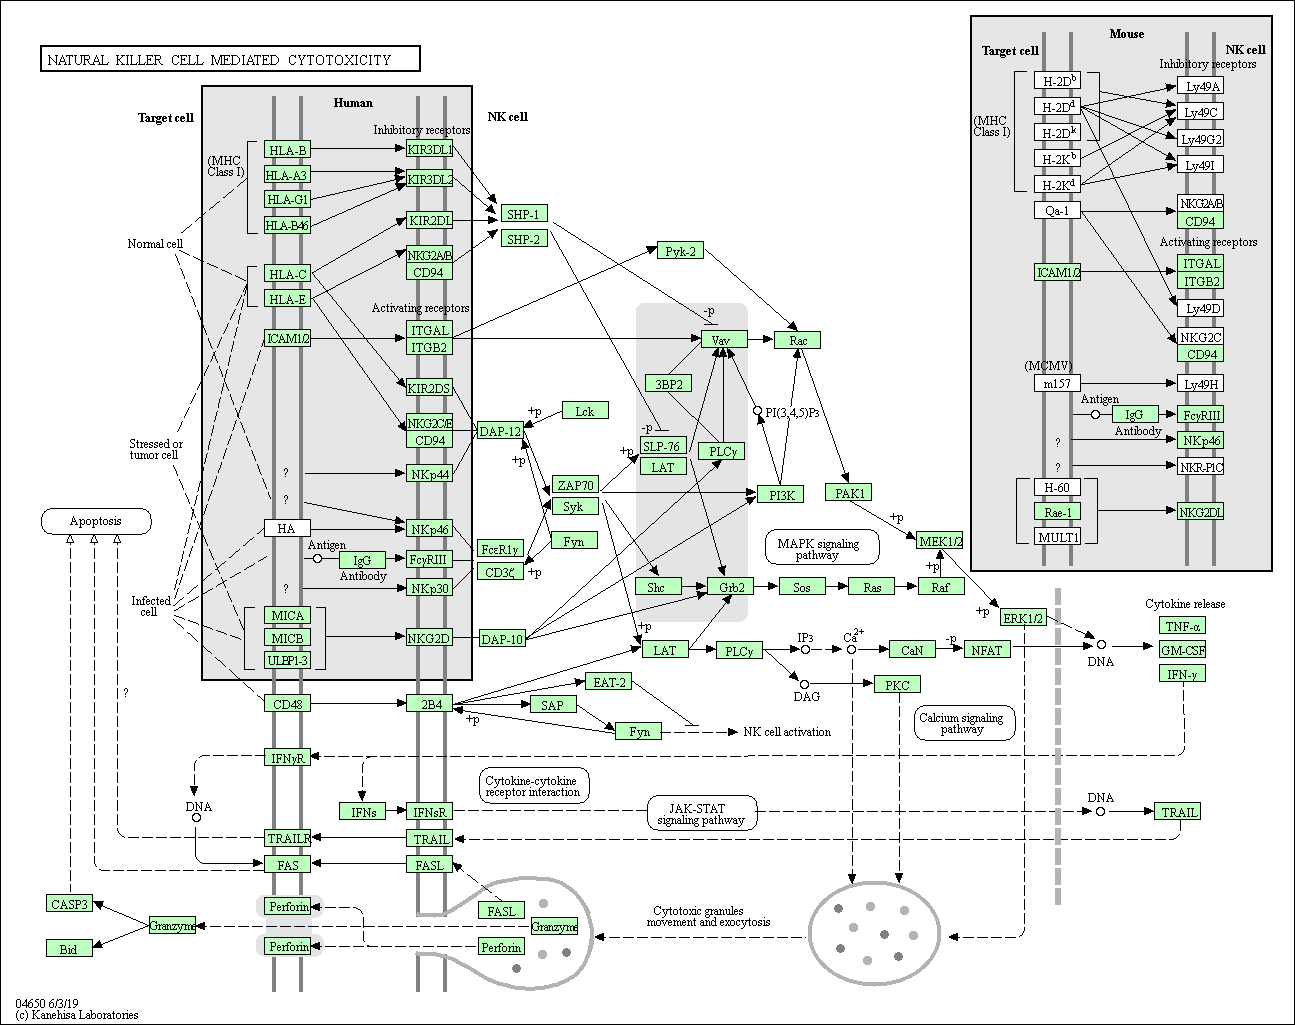 NATURAL KILLER CELL MEDIATED CYTOTOXICITY
Target cell
Human
NK cell
Inhibitory receptors
(MHC
Class I)
HLA-B
KIR3DL1
HLA-A3
KIR3DL2
HLA-G1
HLA-B46
KIR2DL
SHP-1
SHP-2
Normal cell
NKG2A/B
CD94
HLA-C
HLA-E
Pyk-2
Activating receptors
ITGAL
ITGB2
ICAM1/2
-p
Vav
Rac
3BP2
KIR2DS
PI(3,4,5)P3
NKG2C/E
CD94
DAP-12
+p
Lck
+p
-p
SLP-76
LAT
PLCγ
+p
Stressed or
tumor cell
?
NKp44
ZAP70
Syk
PI3K
PAK1
?
Apoptosis
HA
NKp46
Fyn
+p
MEK1/2
+p
Antigen
IgG
Antibody
FcγRIII
FcεR1γ
CD3ζ
+p
MAPK signaling
pathway
?
NKp30
Shc
Grb2
Sos
Ras
Raf
Infected
cell
MICA
MICB
ULBP1-3
NKG2D
DAP-10
+p
+p
ERK1/2
LAT
PLCγ
IP3
Ca2+
CaN
-p
NFAT
DNA
Cytokine release
TNF-α
GM-CSF
IFN-γ
DAG
PKC
?
CD48
2B4
+p
EAT-2
SAP
Fyn
NK cell activation
Calcium signaling
pathway
IFNγR
DNA
IFNs
IFNsR
Cytokine-cytokine
receptor interaction
JAK-STAT
signaling pathway
DNA
TRAIL
TRAILR
TRAIL
FAS
FASL
CASP3
Granzyme
Bid
Perforin
Perforin
FASL
Granzyme
Perforin
Cytotoxic granules
movement and exocytosis
Mouse
Target cell
NK cell
Inhibitory receptors
(MHC
Class I)
H-2Db
Ly49A
H-2Dd
Ly49C
H-2Dk
Ly49G2
H-2Kb
Ly49I
H-2Kd
Qa-1
NKG2A/B
CD94
Activating receptors
ICAM1/2
ITGAL
ITGB2
Ly49D
NKG2C
CD94
(MCMV)
m157
Ly49H
Antigen
IgG
Antibody
FcγRIII
?
NKp46
?
NKR-P1C
H-60
Rae-1
MULT1
NKG2DL
04650 6/3/19
(c) Kanehisa Laboratories